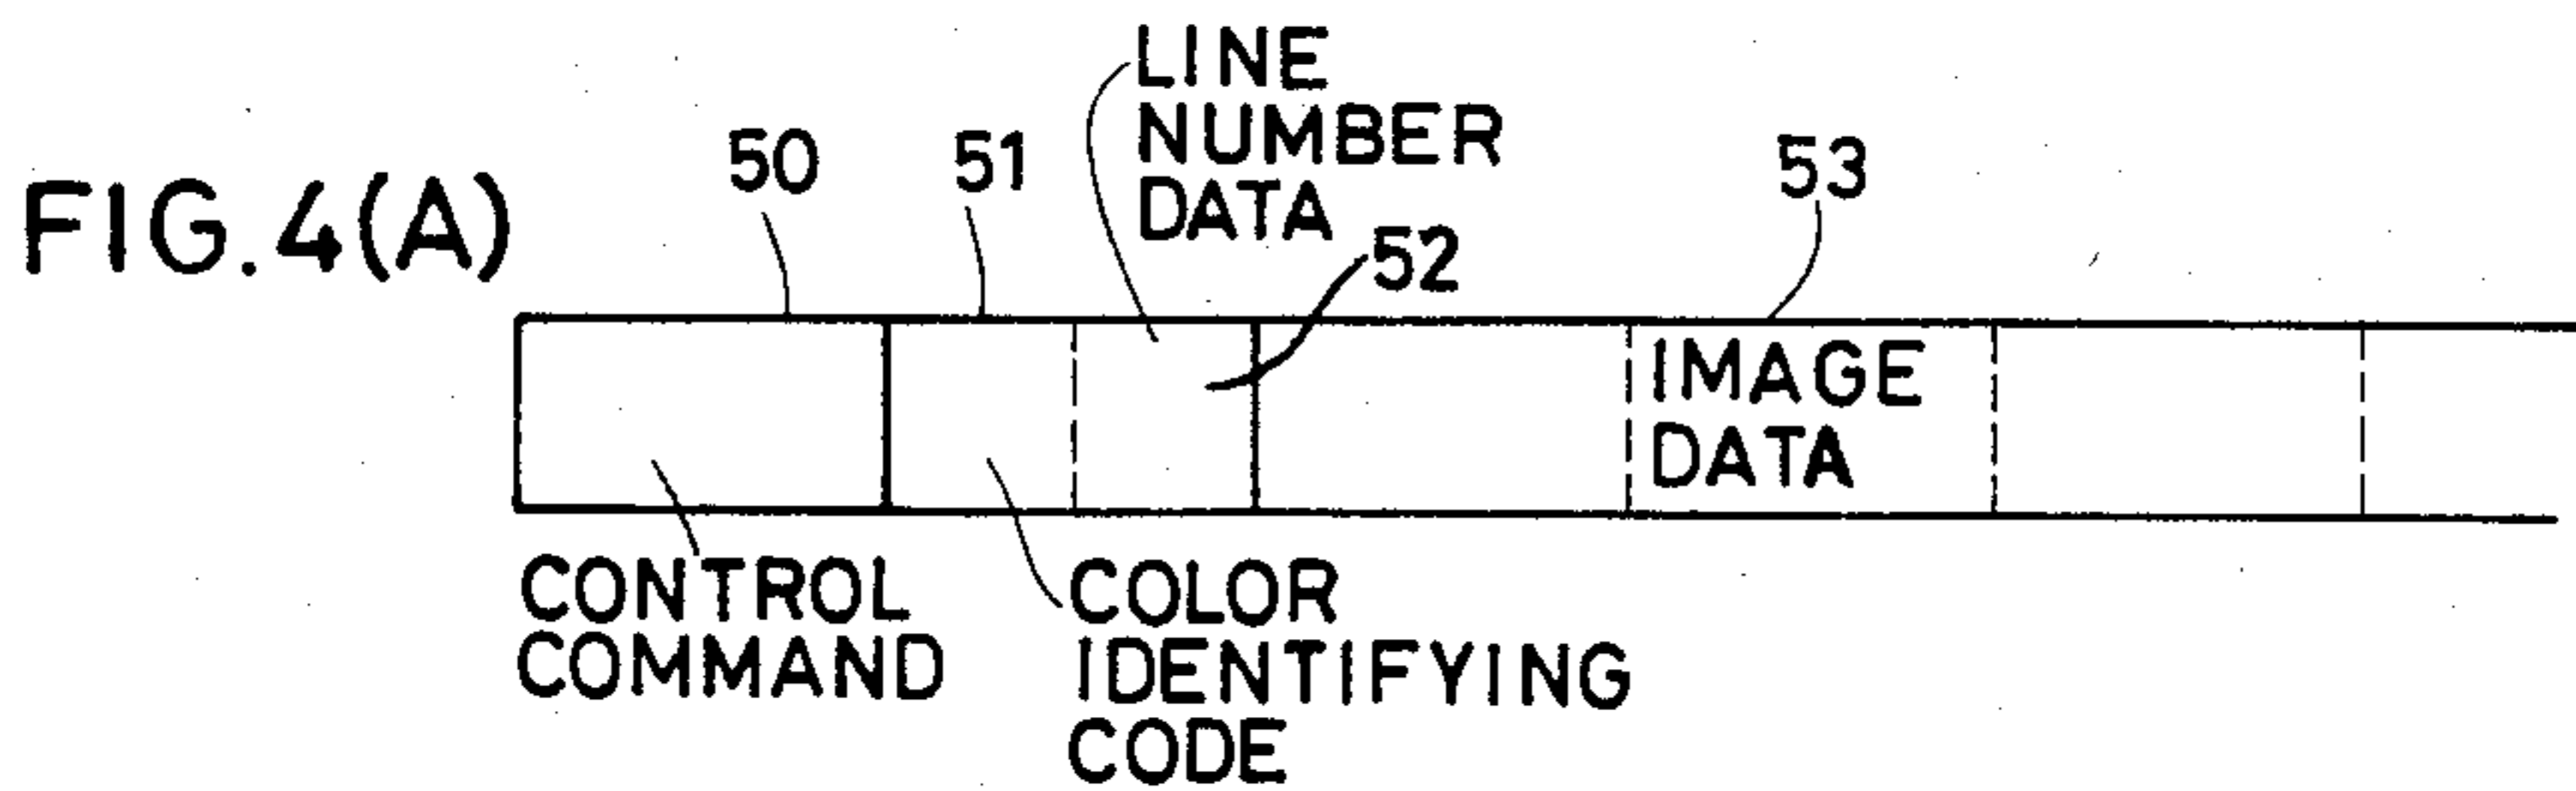 FIG.4(A)
50
51
LINE
NUMBER
DATA
52
53
IMAGE
DATA
CONTROL
COMMAND
COLOR
IDENTIFYING
CODE